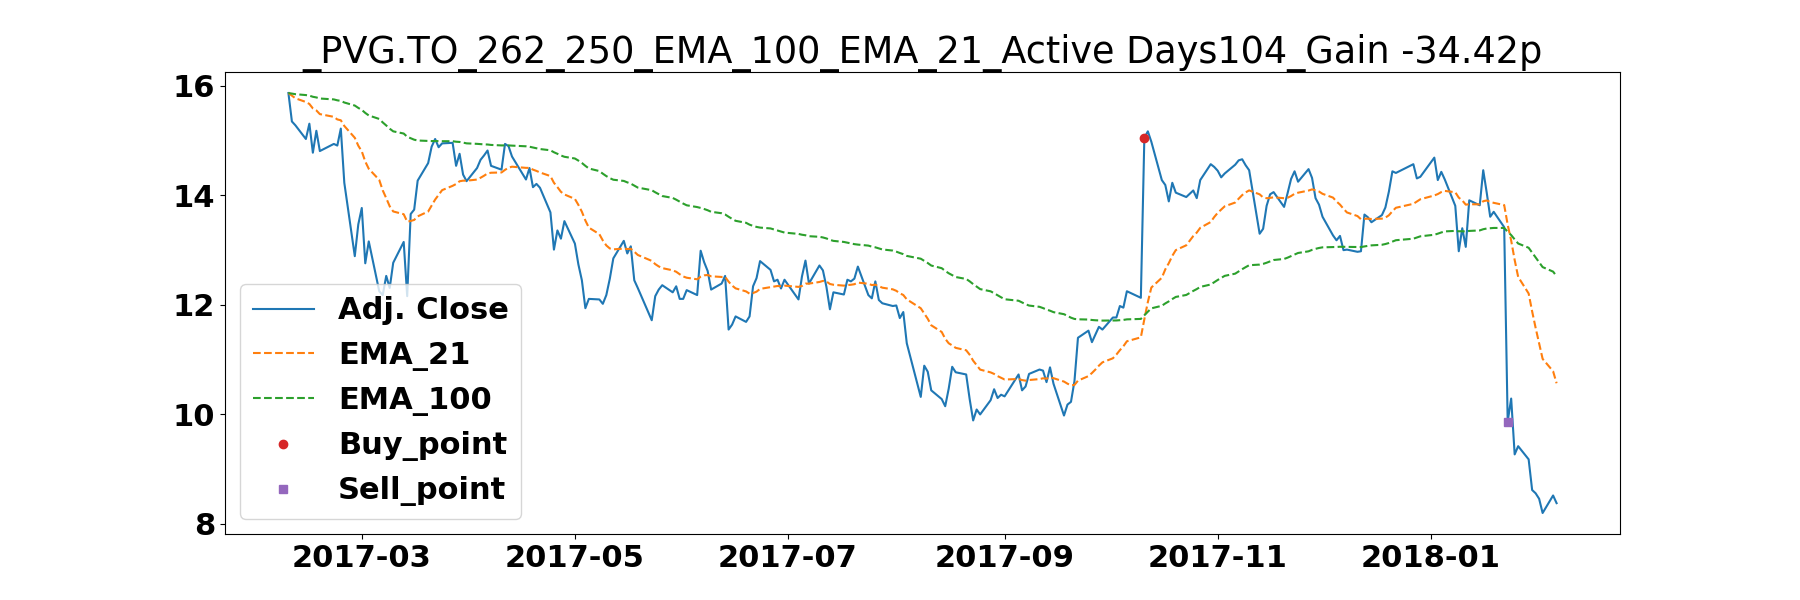 _PVG.TO_262_250_EMA_100_EMA_21_Active Days104_Gain -34.42p
16
14
12
10
8
Adj. Close
EMA_21
EMA_100
Buy_point
Sell_point
2017-03 2017-05 2017-07 2017-09 2017-11 2018-01